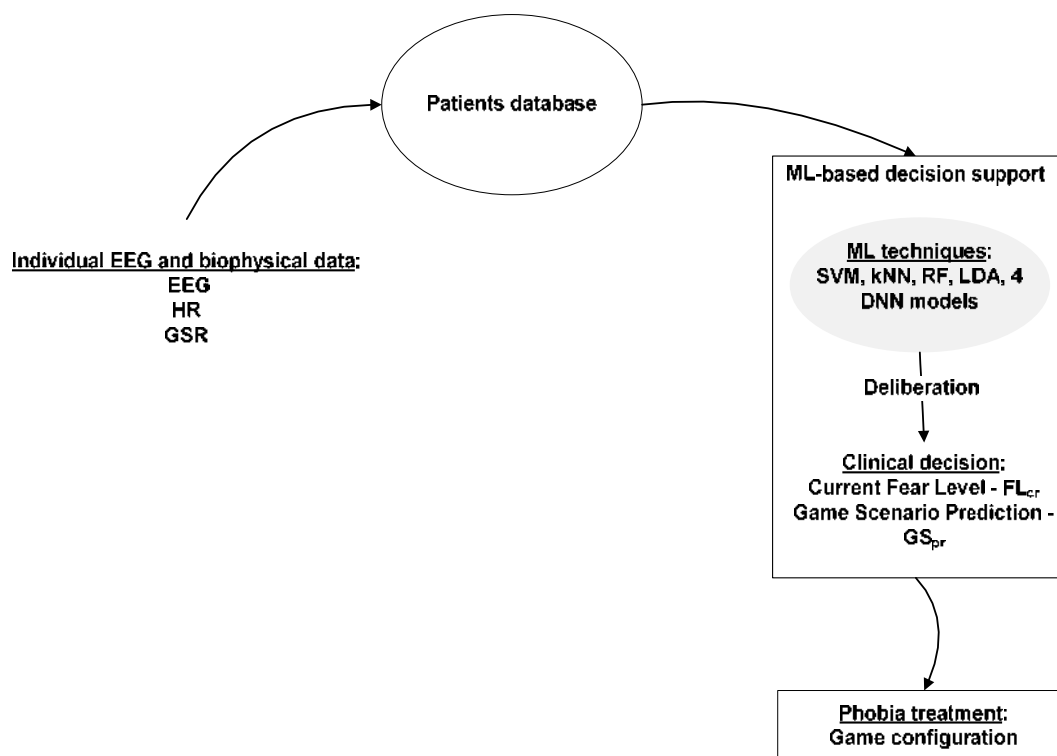 Patients database
Individual EEG and biophysical data:
EEG
HR
GSR
ML-based decision support
ML techniques:
SVM, kNN, RF, LDA, 4
DNN models
Deliberation
Clinical decision:
Current Fear Level - FLcr
Game Scenario Prediction -
GSpr
Phobia treatment:
Game configuration